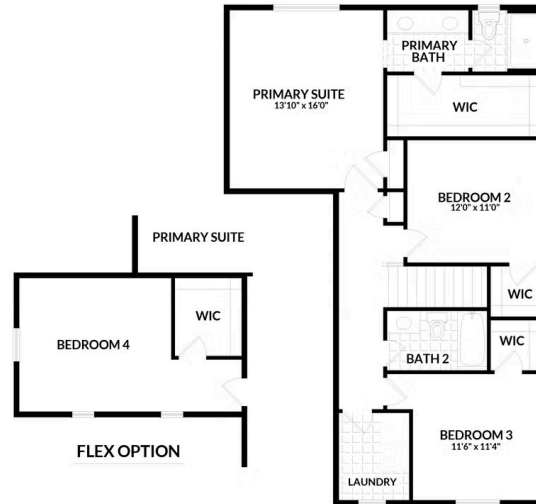 PRIMARY
BATH
PRIMARY SUITE
13'10" x 16'0"
WIC
BEDROOM 2
12'0" x 11'0"
PRIMARY SUITE
WIC
WIC
BEDROOM 4
WIC
BATH 2
BEDROOM 3
11'6" x 11'4"
FLEX OPTION
LAUNDRY